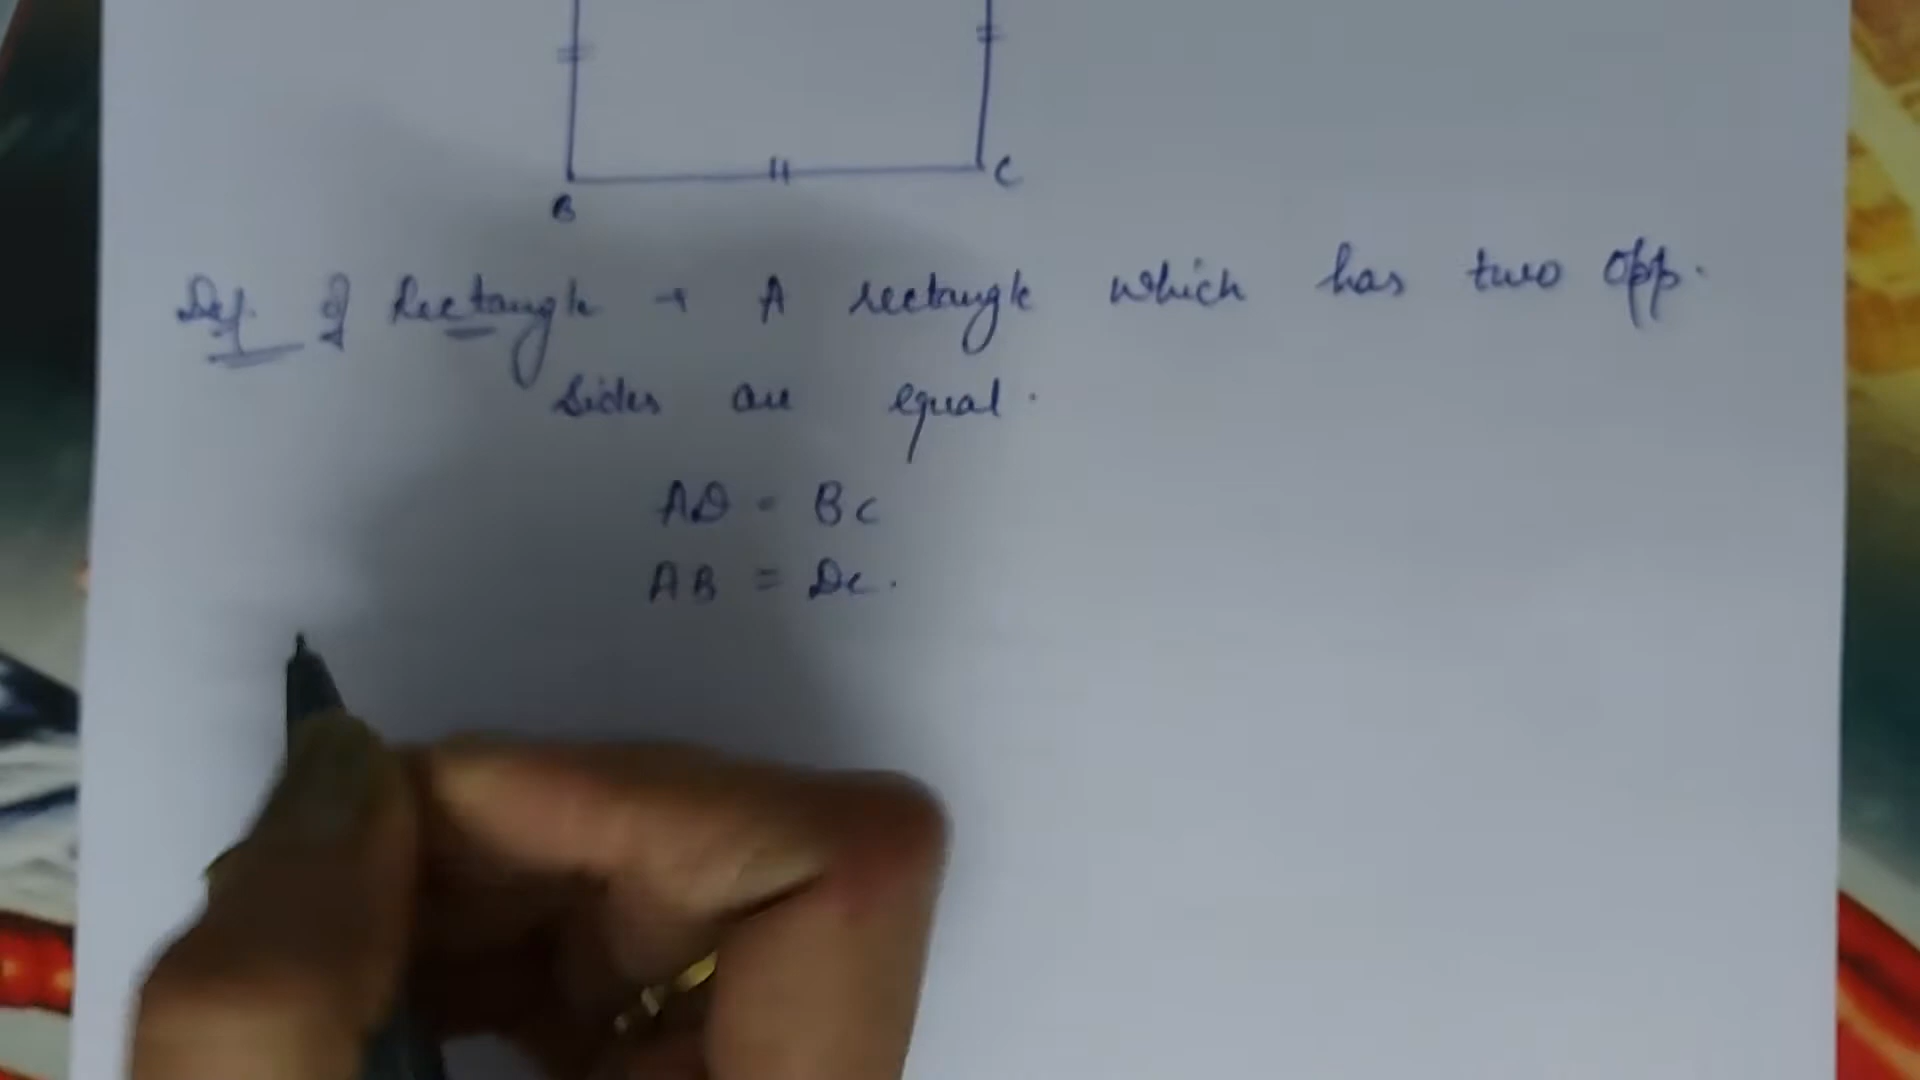 B
C
Def. of Rectangle → A rectangle which has two opp.
sides are equal.
AD = BC
AB = DC.